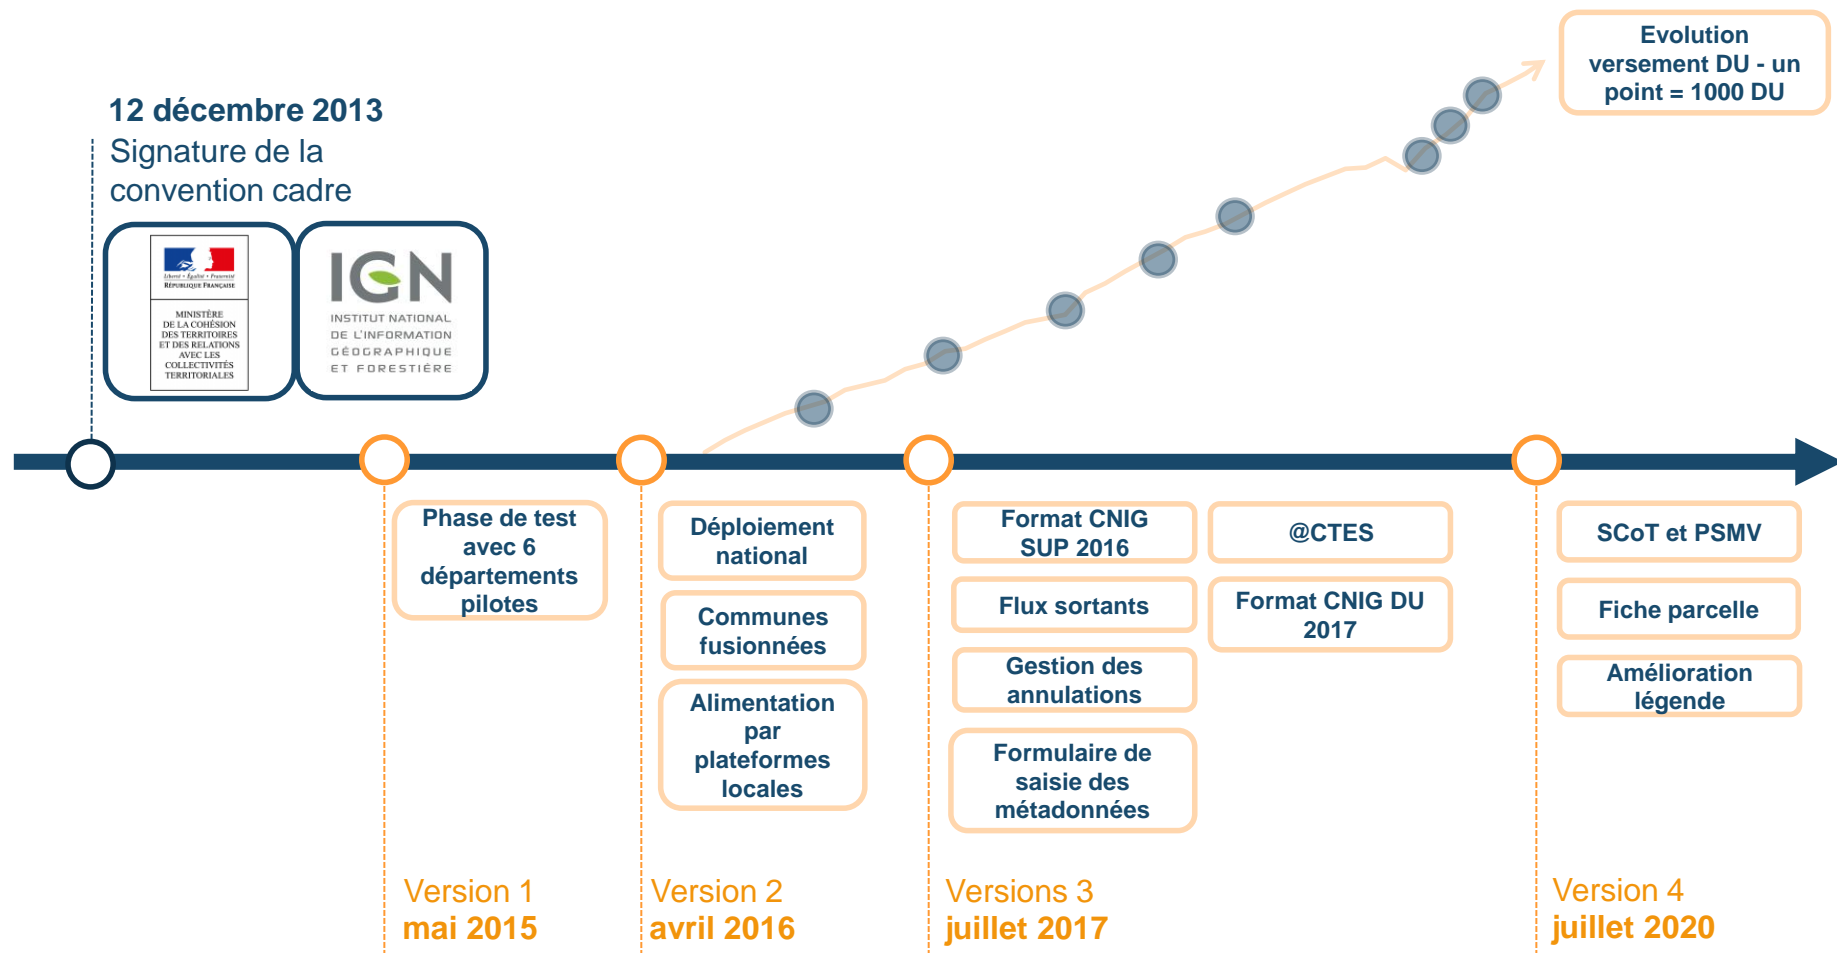 Evolution
versement DU - un
point = 1000 DU
12 décembre 2013
Signature de la
convention cadre
Liberté • Égalité • Fraternité
RÉPUBLIQUE FRANÇAISE
MINISTÈRE
DE LA COHÉSION
DES TERRITOIRES
ET DES RELATIONS
AVEC LES
COLLECTIVITÉS
TERRITORIALES
IGN
INSTITUT NATIONAL
DE L'INFORMATION
GÉOGRAPHIQUE
ET FORESTIÈRE
Phase de test
avec 6
départements
pilotes
Version 1
mai 2015
Déploiement
national
Communes
fusionnées
Alimentation
par
plateformes
locales
Version 2
avril 2016
Format CNIG
SUP 2016
Flux sortants
Gestion des
annulations
Formulaire de
saisie des
métadonnées
@CTES
Format CNIG DU
2017
Versions 3
juillet 2017
SCoT et PSMV
Fiche parcelle
Amélioration
légende
Version 4
juillet 2020